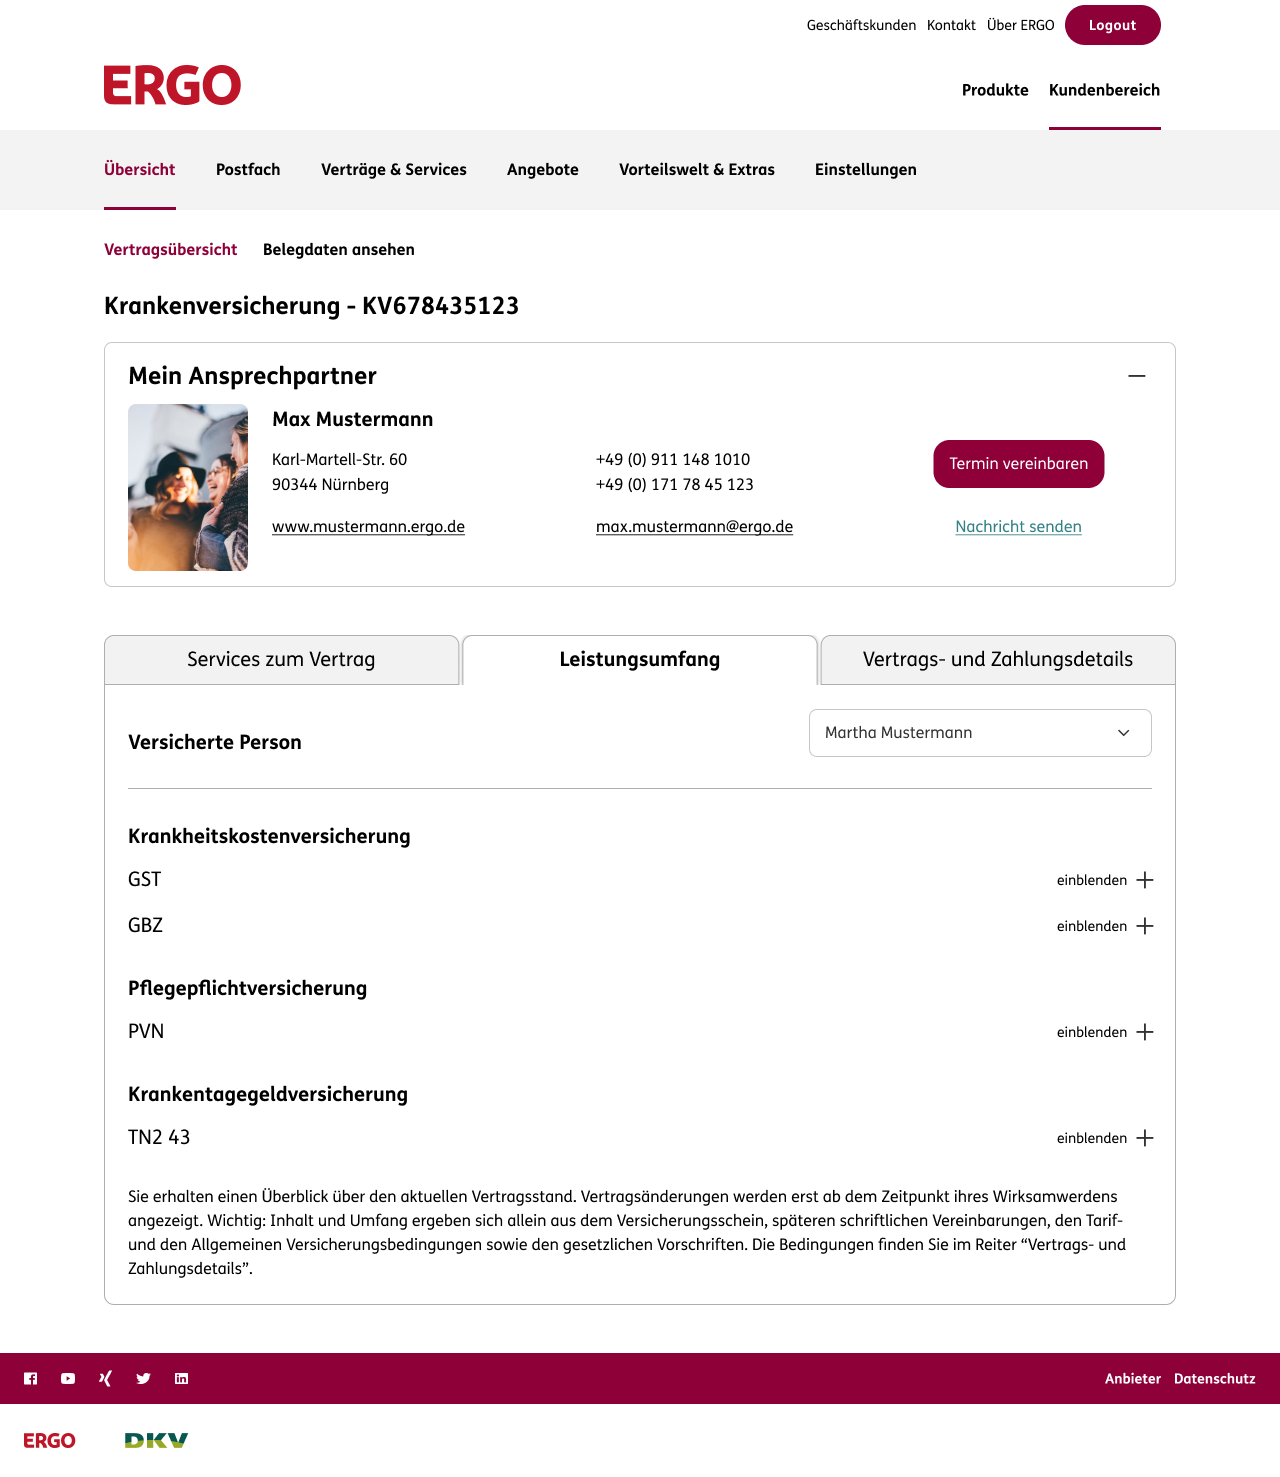 Geschäftskunden Kontakt Über ERGO Logout
ERGO
Produkte Kundenbereich
Übersicht Postfach Verträge & Services Angebote Vorteilswelt & Extras Einstellungen
Vertragsübersicht Belegdaten ansehen
Krankenversicherung - KV678435123
Mein Ansprechpartner
Max Mustermann
Karl-Martell-Str. 60
90344 Nürnberg
www.mustermann.ergo.de
+49 (0) 911 148 1010
+49 (0) 171 78 45 123
max.mustermann@ergo.de
Termin vereinbaren
Nachricht senden
Services zum Vertrag Leistungsumfang Vertrags- und Zahlungsdetails
Versicherte Person Martha Mustermann
Krankheitskostenversicherung
GST einblenden
GBZ einblenden
Pflegepflichtversicherung
PVN einblenden
Krankentagegeldversicherung
TN2 43 einblenden
Sie erhalten einen Überblick über den aktuellen Vertragsstand. Vertragsänderungen werden erst ab dem Zeitpunkt ihres Wirksamwerdens
angezeigt. Wichtig: Inhalt und Umfang ergeben sich allein aus dem Versicherungsschein, späteren schriftlichen Vereinbarungen, den Tarif-
und den Allgemeinen Versicherungsbedingungen sowie den gesetzlichen Vorschriften. Die Bedingungen finden Sie im Reiter “Vertrags- und
Zahlungsdetails”.
Anbieter Datenschutz
ERGO DKV